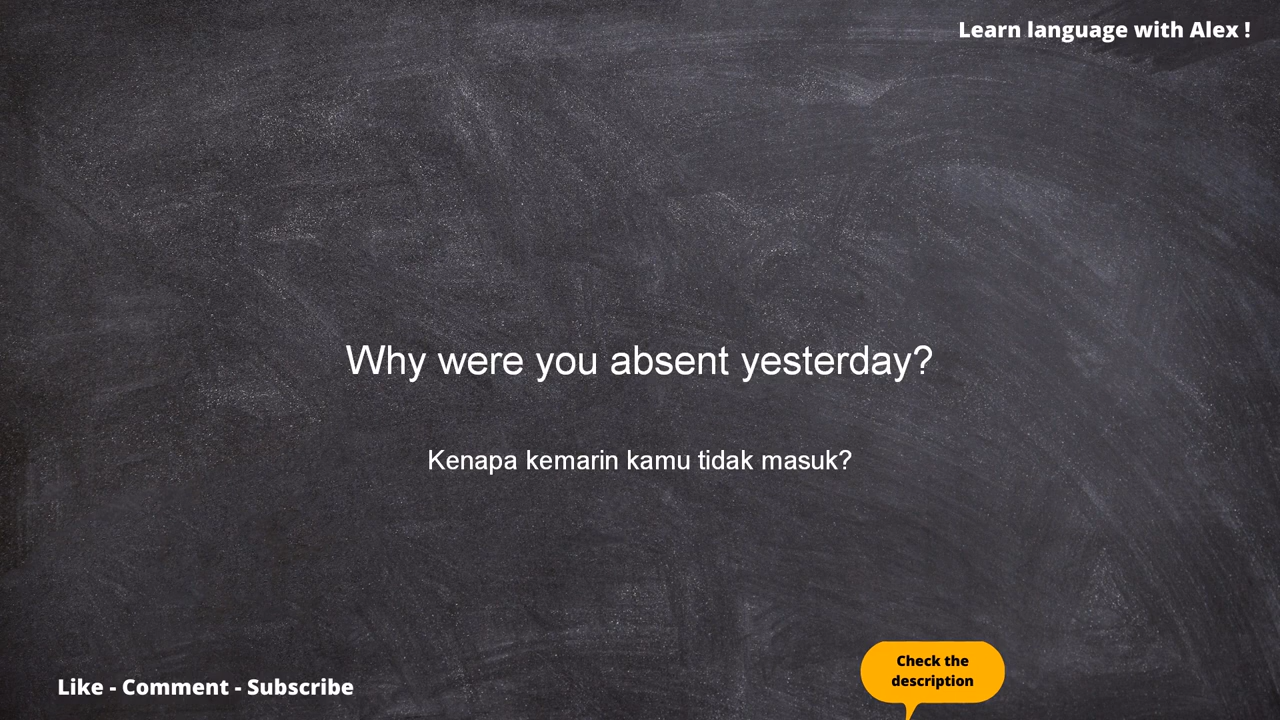 Learn language with Alex !
Why were you absent yesterday?
Kenapa kemarin kamu tidak masuk?
Like - Comment - Subscribe
Check the
description